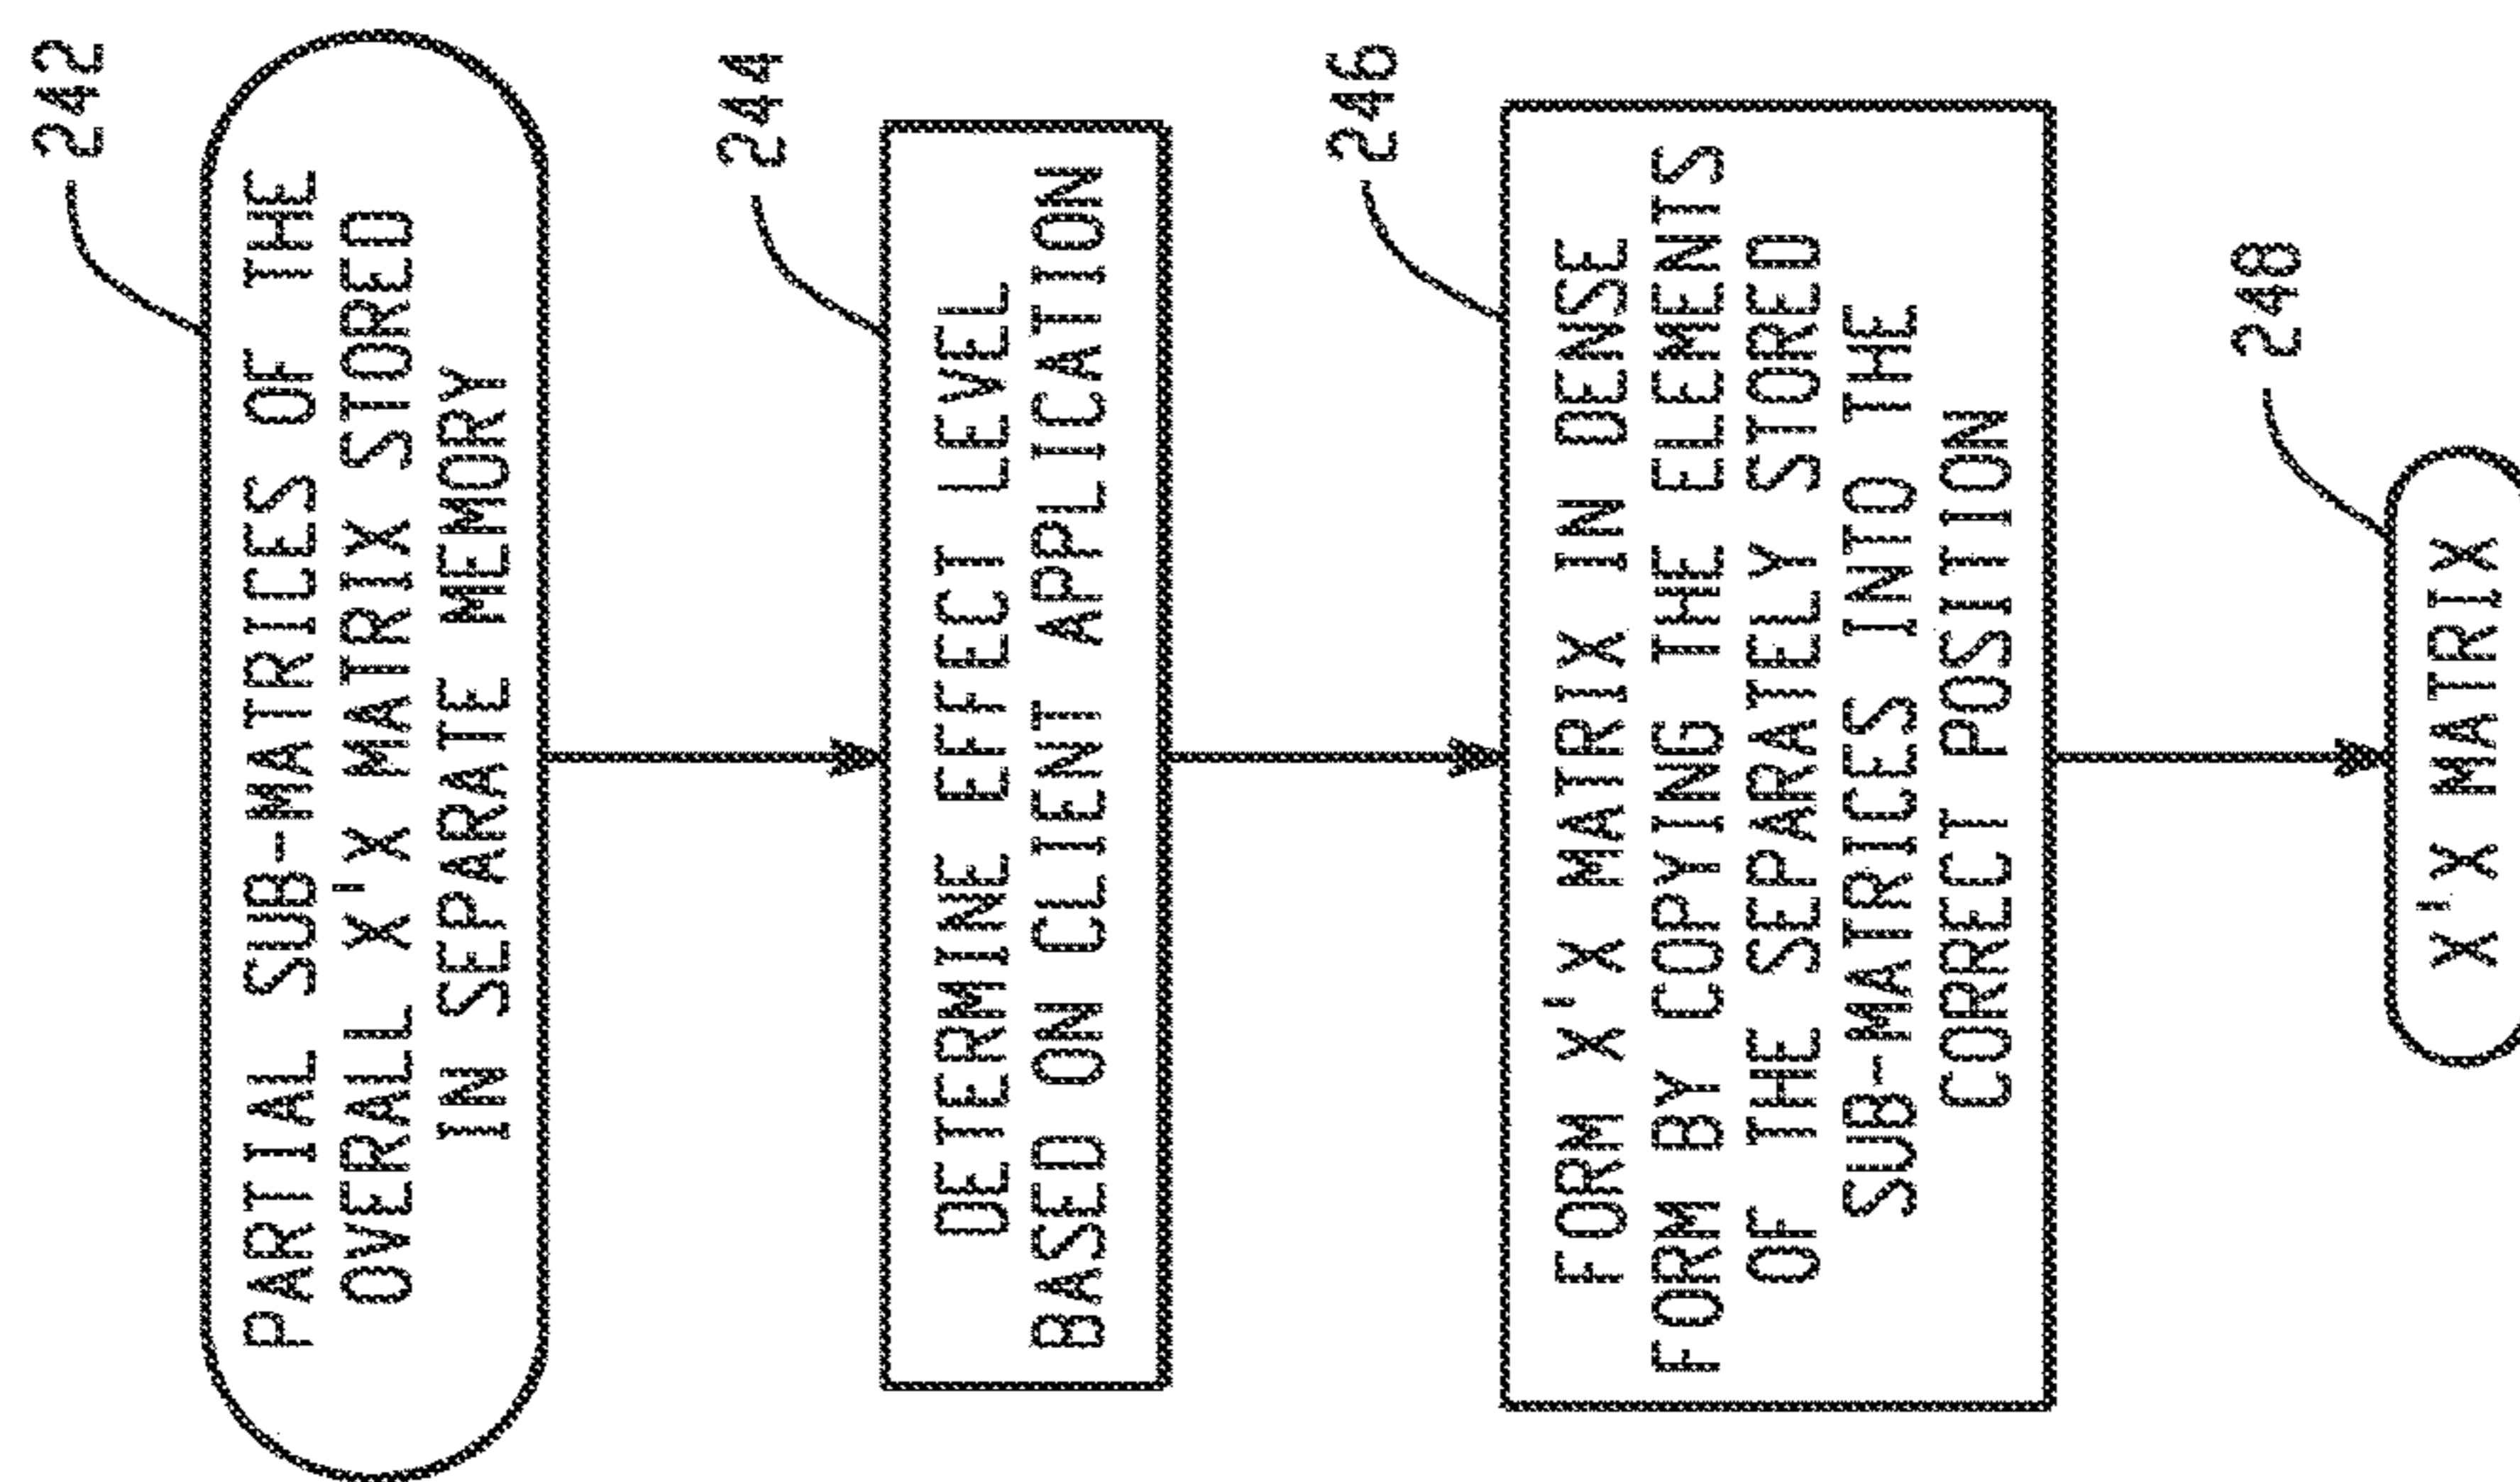 242
PARTIAL SUB-MATRICES OF THE
OVERALL X'X MATRIX STORED
IN SEPARATE MEMORY
244
DETERMINE EFFECT LEVEL
BASED ON CLIENT APPLICATION
246
FORM X'X MATRIX IN DENSE
FORM BY COPYING THE ELEMENTS
OF THE SEPARATELY STORED
SUB-MATRICES INTO THE
CORRECT POSITION
248
X'X MATRIX